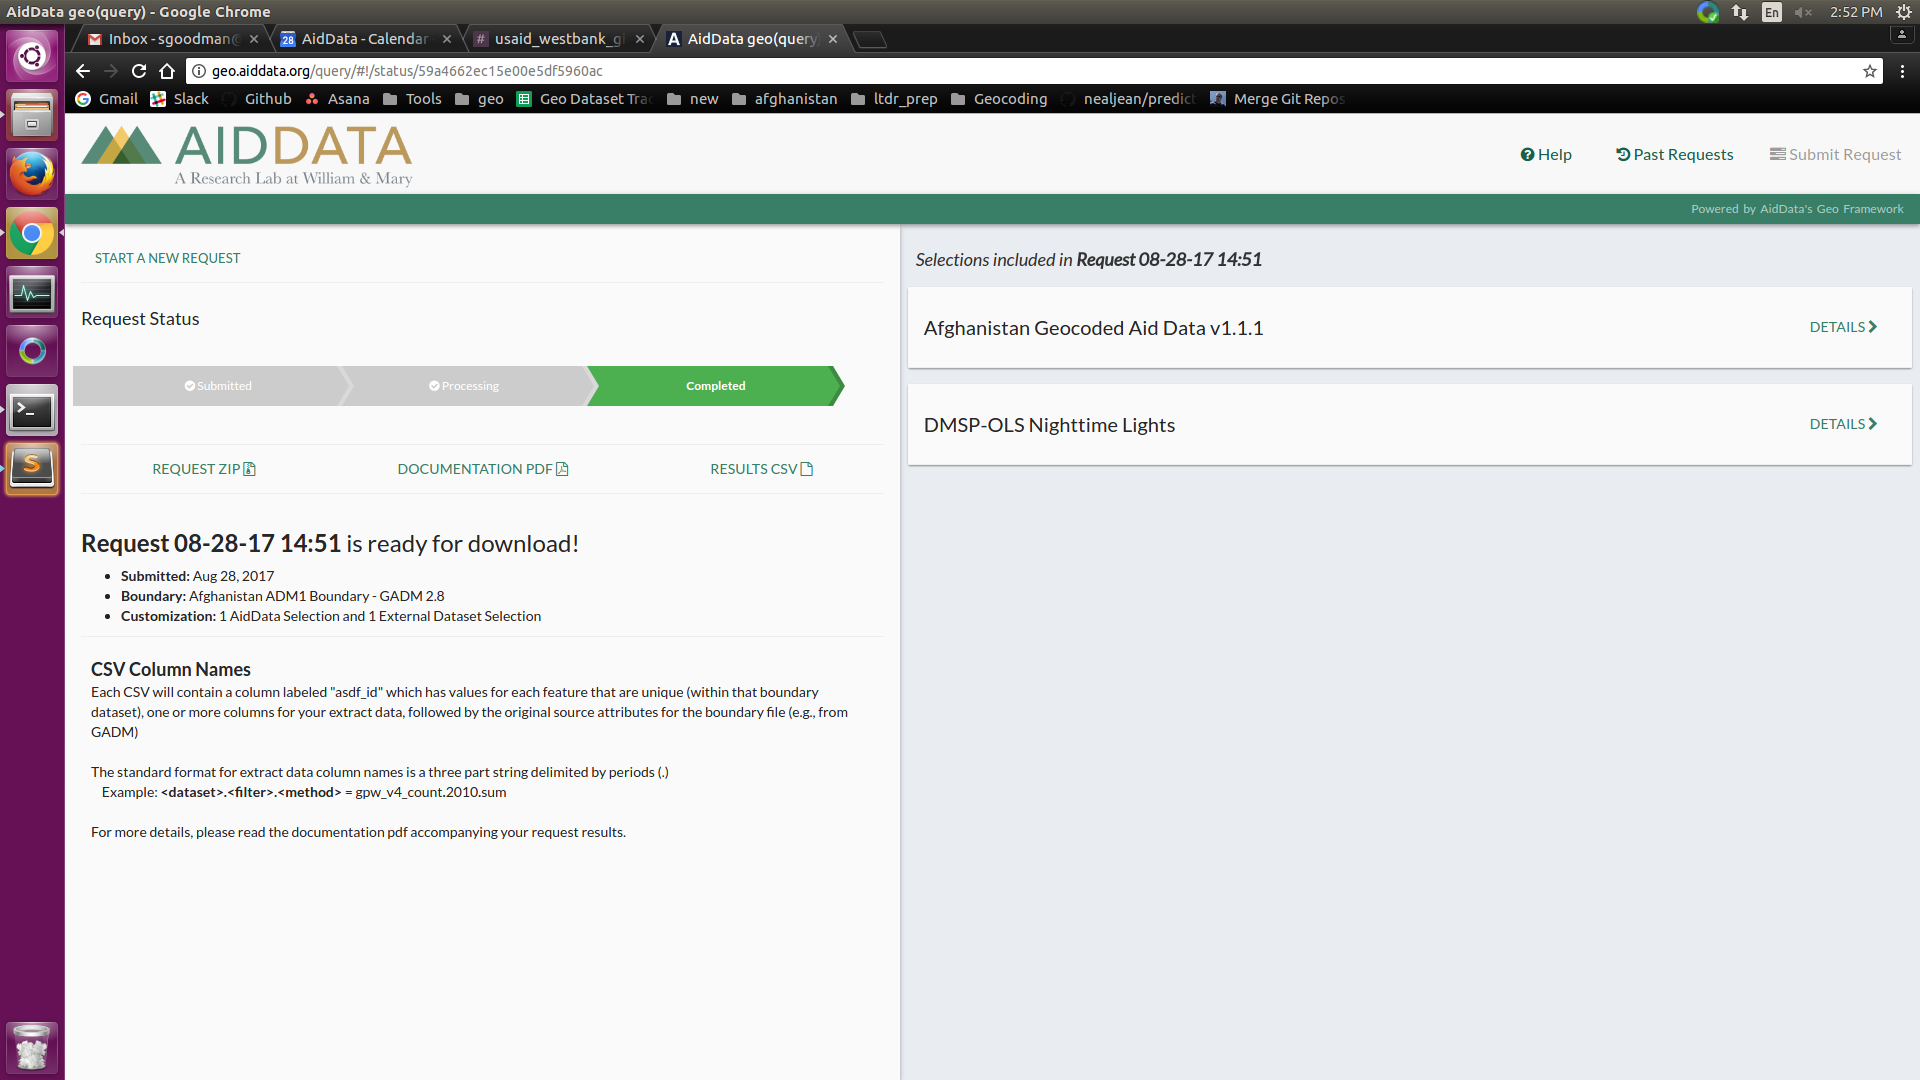 AidData geo(query) - Google Chrome
En
2:52 PM
Inbox - sgoodman@
28
AidData - Calendar
# usaid_westbank_g
A AidData geo(query)
geo.aiddata.org/query/#!/status/59a4662ec15e00e5df5960ac
Gmail
Slack
Github
Asana
Tools
geo
Geo Dataset Trac
new
afghanistan
ltdr_prep
Geocoding
nealjean/predict
Merge Git Repos
AIDDATA
A Research Lab at William & Mary
Help
Past Requests
Submit Request
Powered by AidData's Geo Framework
START A NEW REQUEST
Request Status
Submitted
Processing
Completed
REQUEST ZIP
DOCUMENTATION PDF
RESULTS CSV
Request 08-28-17 14:51 is ready for download!
Submitted: Aug 28, 2017
Boundary: Afghanistan ADM1 Boundary - GADM 2.8
Customization: 1 AidData Selection and 1 External Dataset Selection
CSV Column Names
Each CSV will contain a column labeled "asdf_id" which has values for each feature that are unique (within that boundary
dataset), one or more columns for your extract data, followed by the original source attributes for the boundary file (e.g., from
GADM)
The standard format for extract data column names is a three part string delimited by periods (.)
Example: <dataset>.<filter>.<method> = gpw_v4_count.2010.sum
For more details, please read the documentation pdf accompanying your request results.
Selections included in Request 08-28-17 14:51
Afghanistan Geocoded Aid Data v1.1.1
DETAILS
DMSP-OLS Nighttime Lights
DETAILS